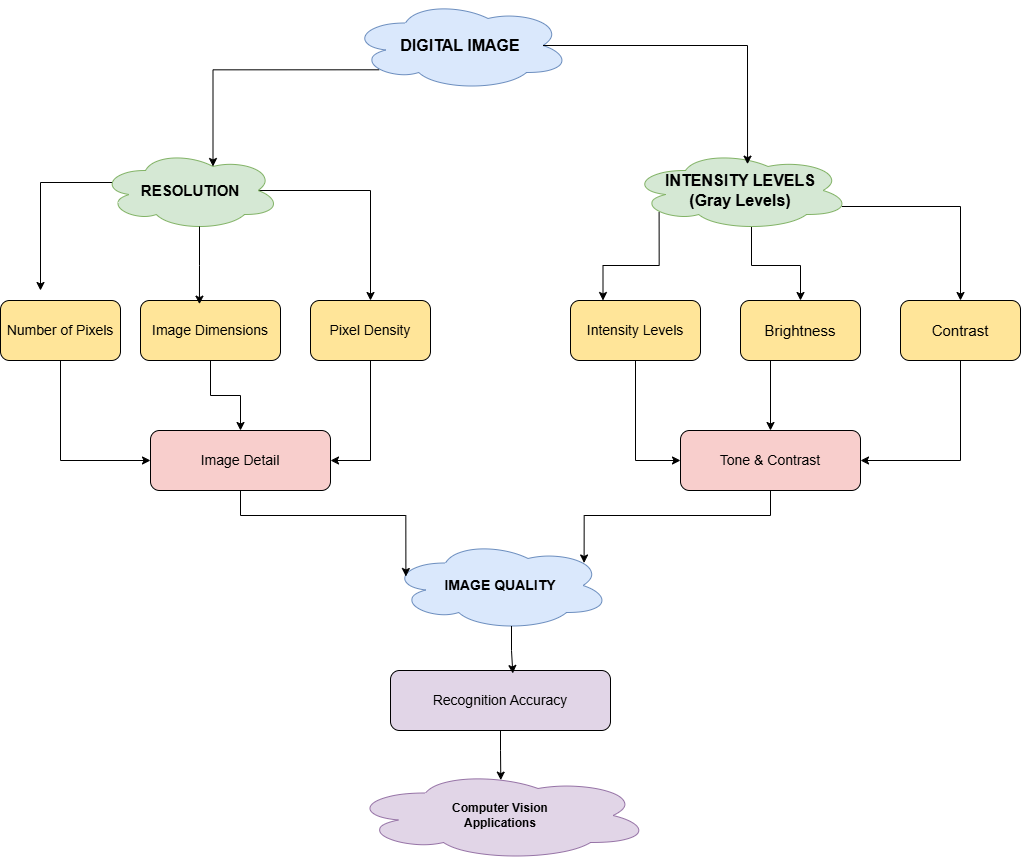 DIGITAL IMAGE
RESOLUTION
INTENSITY LEVELS
(Gray Levels)
Number of Pixels
Image Dimensions
Pixel Density
Intensity Levels
Brightness
Contrast
Image Detail
Tone & Contrast
IMAGE QUALITY
Recognition Accuracy
Computer Vision
Applications